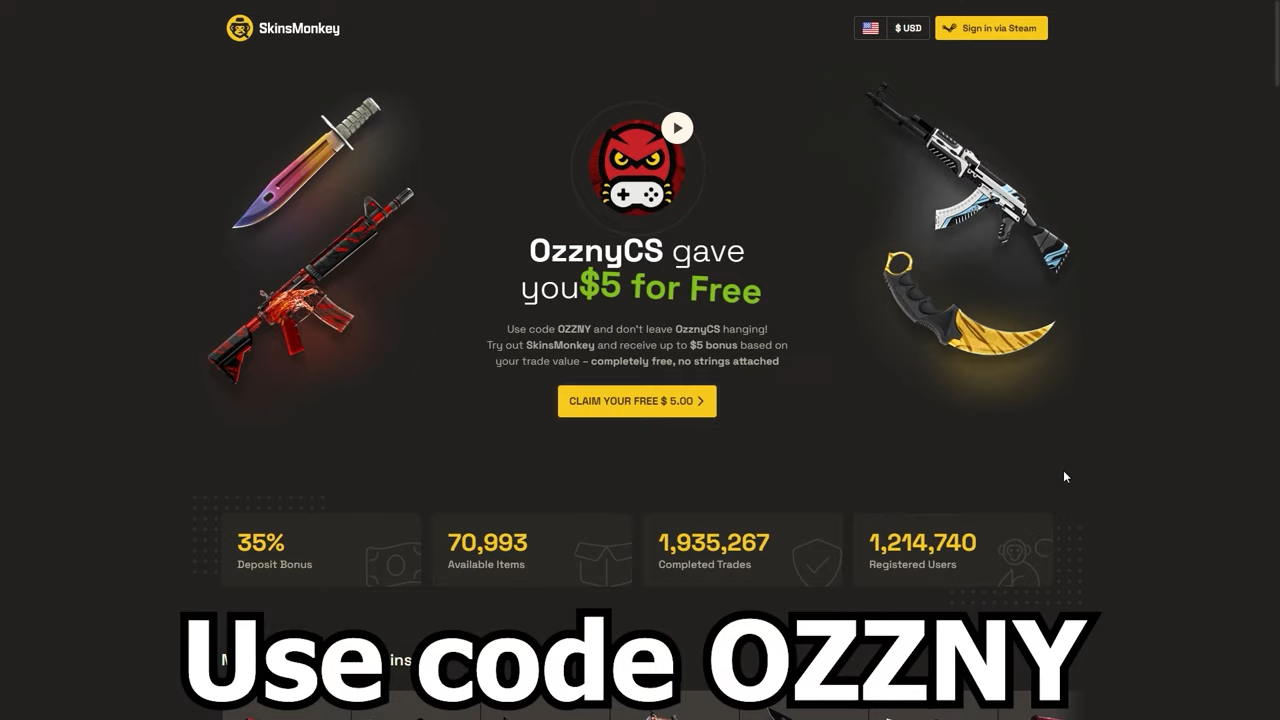 SkinsMonkey
$ USD
Sign in via Steam
OzznyCS gave
you$5 for Free
Use code OZZNY and don't leave OzznyCS hanging!
Try out SkinsMonkey and receive up to $5 bonus based on
your trade value – completely free, no strings attached
CLAIM YOUR FREE $ 5.00
35%
Deposit Bonus
70,993
Available Items
1,935,267
Completed Trades
1,214,740
Registered Users
Use code OZZNY